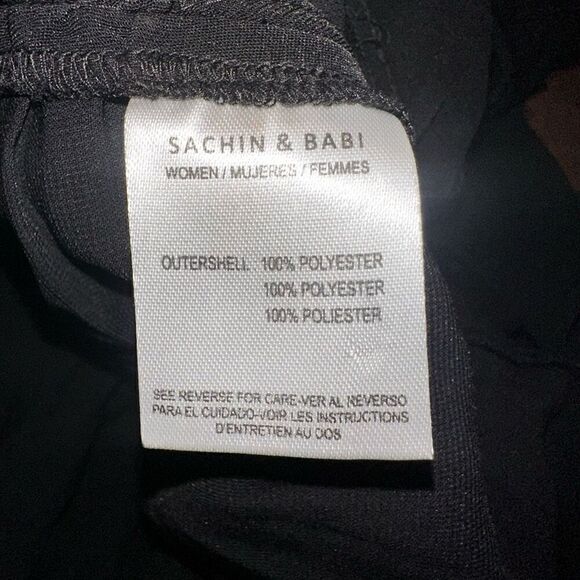 SACHIN & BABI
WOMEN / MUJERES / FEMMES
OUTERSHELL 100% POLYESTER
100% POLYESTER
100% POLIESTER
SEE REVERSE FOR CARE-VER AL REVERSO
PARA EL CUIDADO-VOIR LES INSTRUCTIONS
D'ENTRETIEN AU DOS